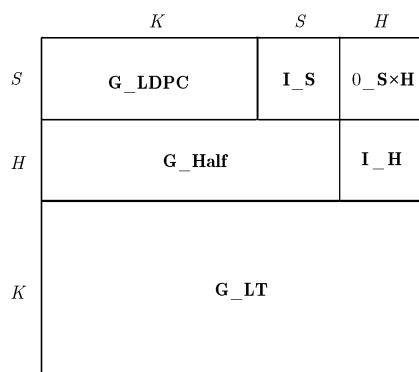 K S H
S G_LDPC I_S 0_S×H
H G_Half I_H
K G_LT